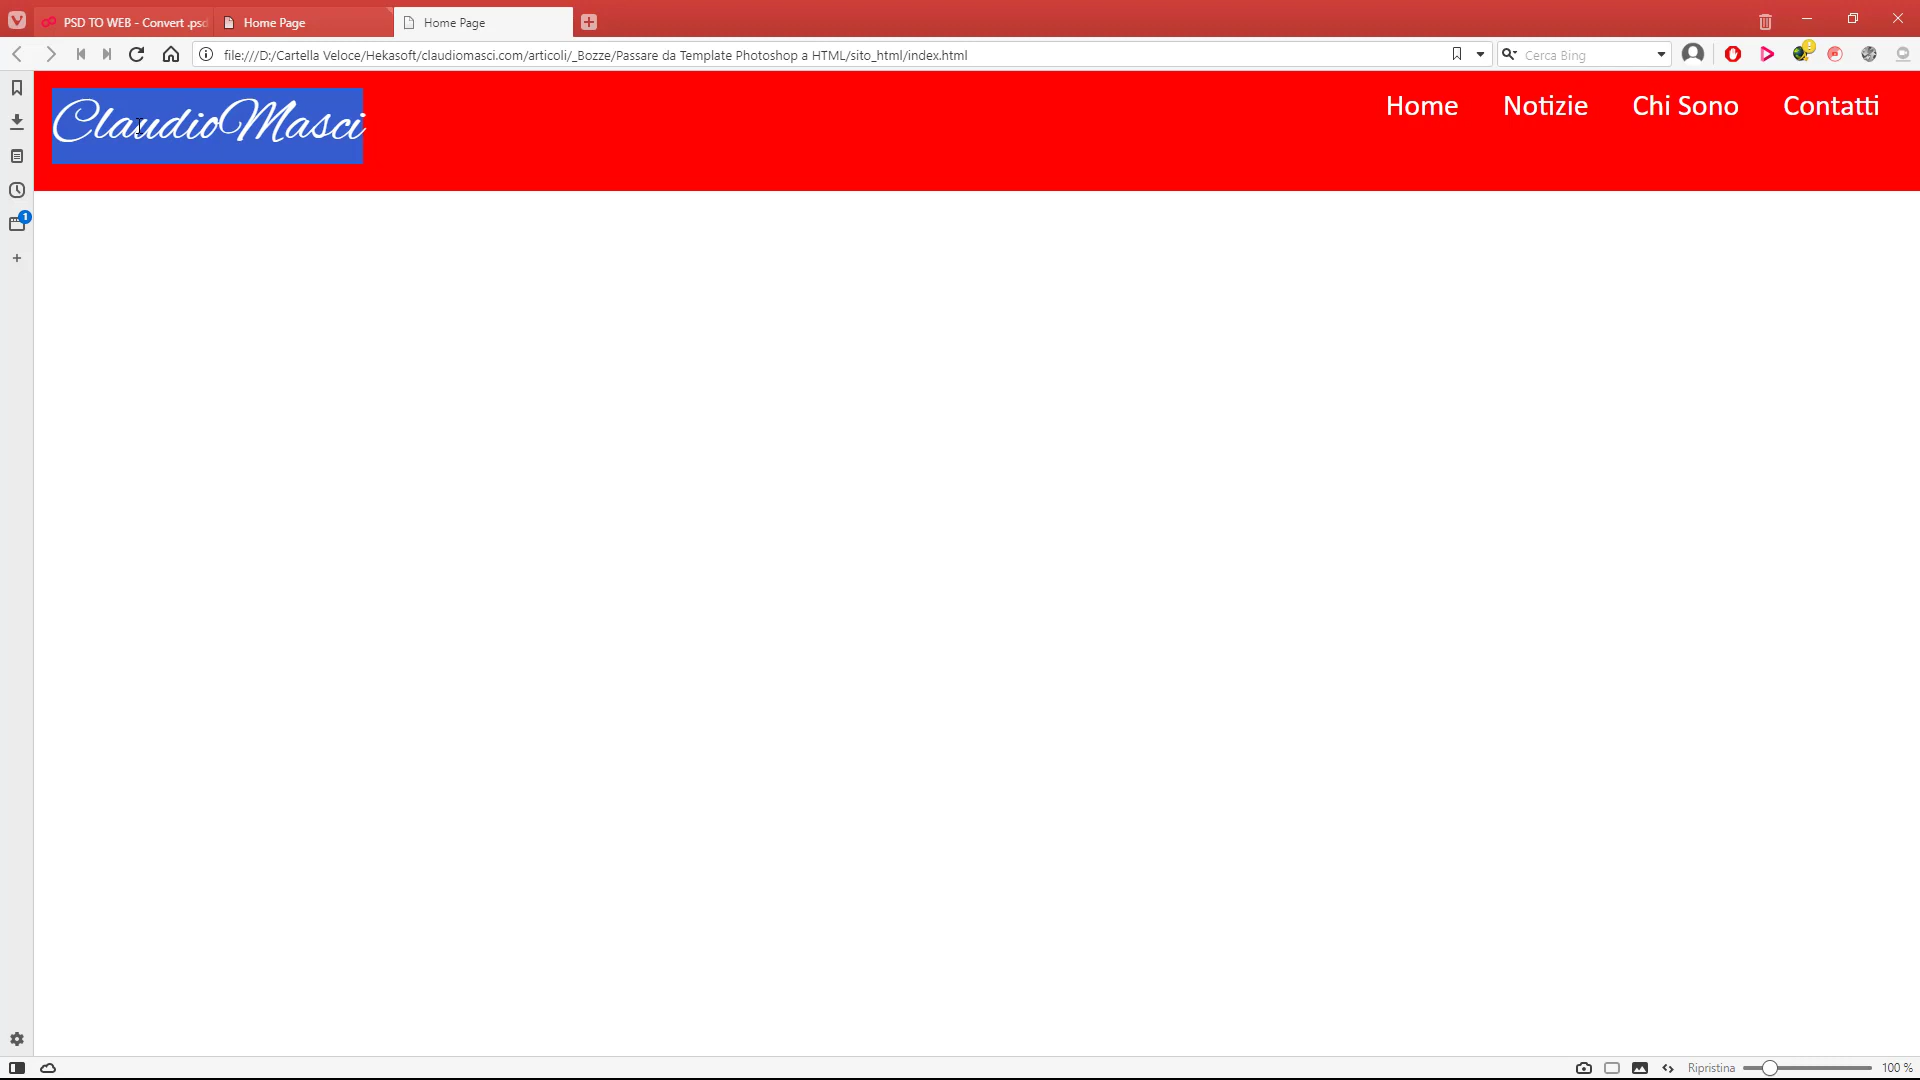 PSD TO WEB - Convert .psd
Home Page
Home Page
file:///D:/Cartella Veloce/Hekasoft/claudiomasci.com/articoli/_Bozze/Passare da Template Photoshop a HTML/sito_html/index.html
Cerca Bing
ClaudioMasci
Home Notizie Chi Sono Contatti
1
Ripristina 100 %